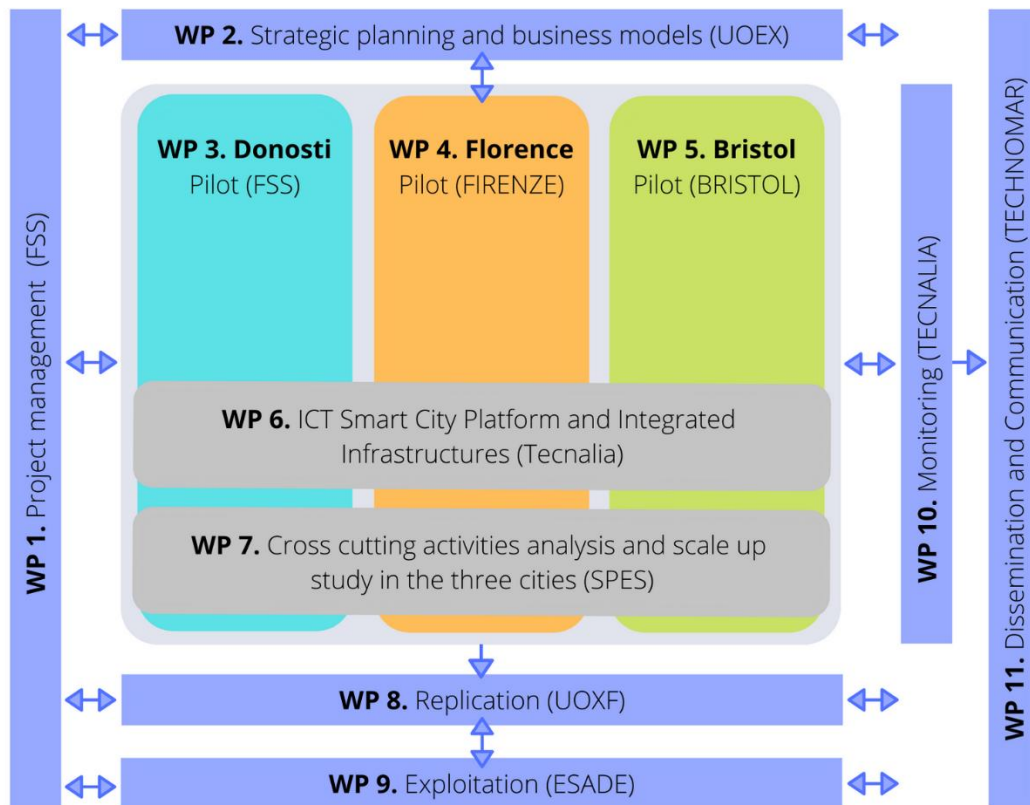 WP 1. Project management (FSS)
WP 2. Strategic planning and business models (UOEX)
WP 3. Donosti
Pilot (FSS)
WP 4. Florence
Pilot (FIRENZE)
WP 5. Bristol
Pilot (BRISTOL)
WP 6. ICT Smart City Platform and Integrated
Infrastructures (Tecnalia)
WP 7. Cross cutting activities analysis and scale up
study in the three cities (SPES)
WP 8. Replication (UOXF)
WP 9. Exploitation (ESADE)
WP 10. Monitoring (TECNALIA)
WP 11. Dissemination and Communication (TECHNOMAR)